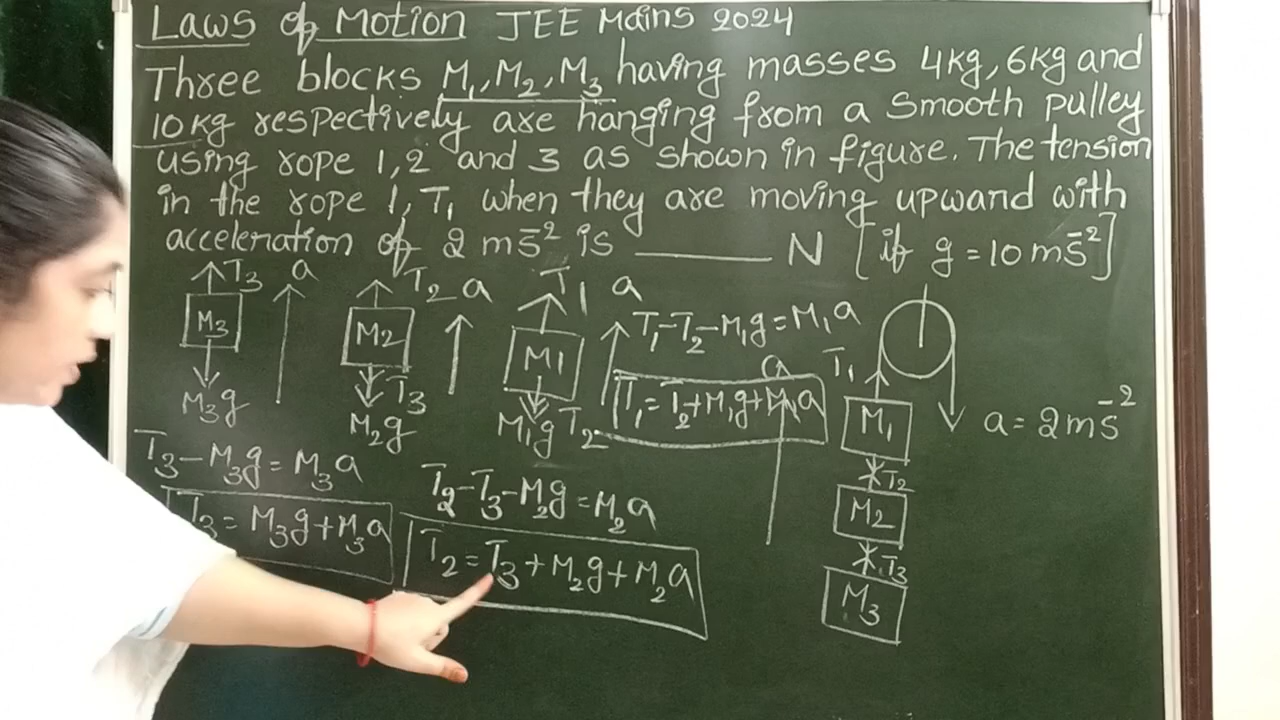 Laws of Motion JEE Mains 2024
Three blocks M₁, M₂, M₃ having masses 4kg, 6kg and
10kg respectively are hanging from a smooth pulley
using rope 1, 2 and 3 as shown in figure. The tension
in the rope 1, T₁ when they are moving upward with
acceleration of 2 ms⁻² is ______ N [if g = 10 ms⁻²]
T₃ a
M₃
M₃g
T₃ - M₃g = M₃a
T₃ = M₃g + M₃a
T₂ a
M₂
T₃
M₂g
T₂ - T₃ - M₂g = M₂a
T₂ = T₃ + M₂g + M₂a
T₁ a
M1
M₁g T₂
T₁ - T₂ - M₁g = M₁a
T₁ = T₂ + M₁g + M₁a
a
T₁
M₁
T₂
M₂
T₃
M₃
a = 2 ms⁻²